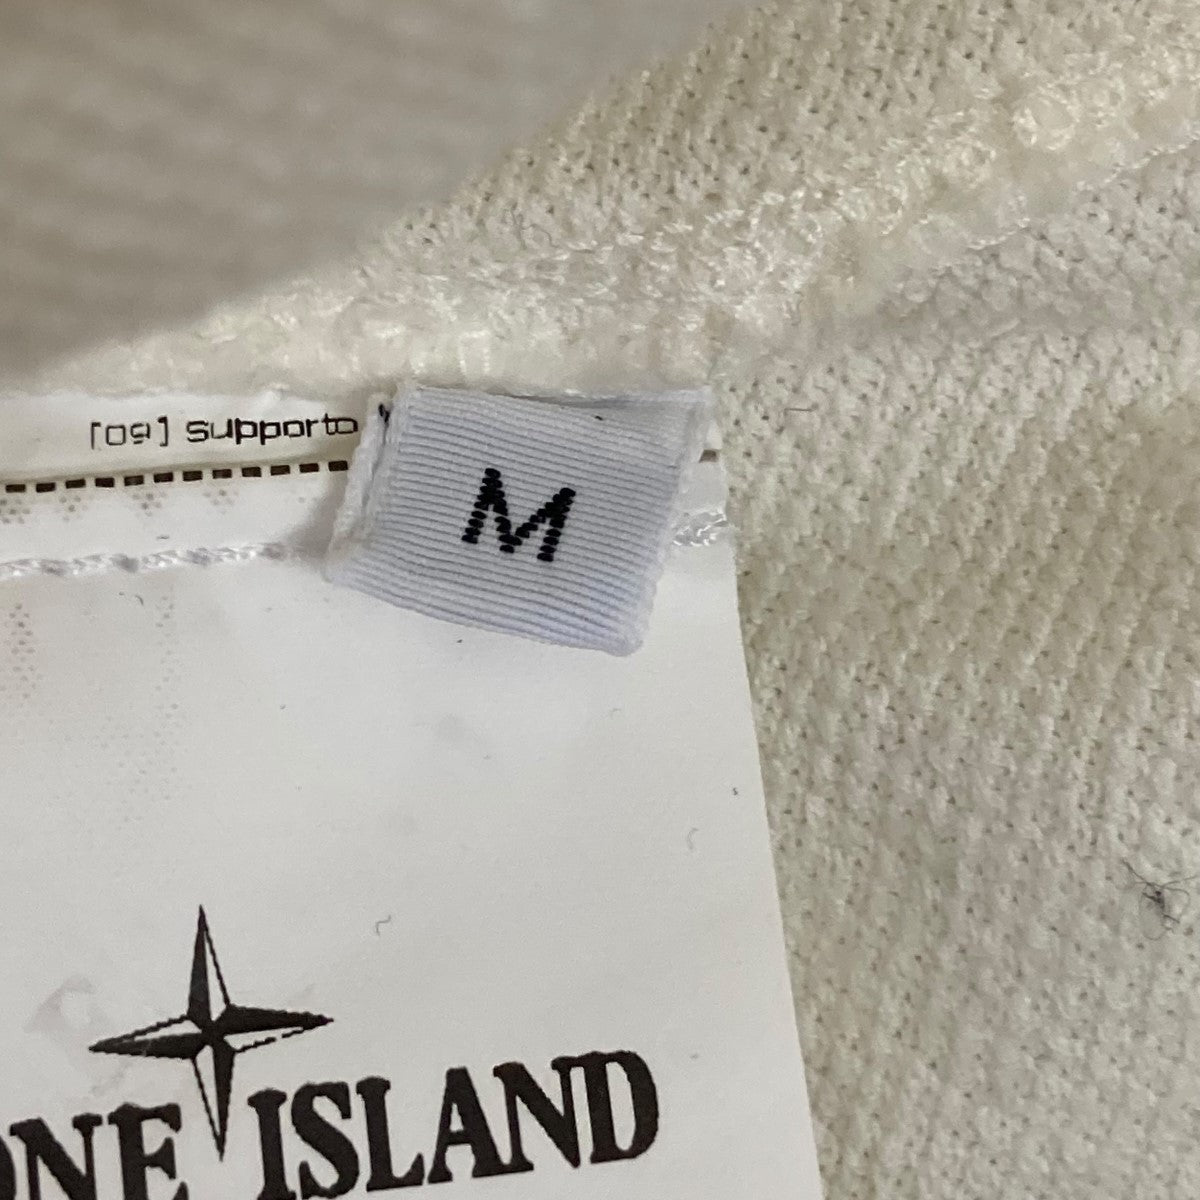 [09] supporto
M
ONE ISLAND